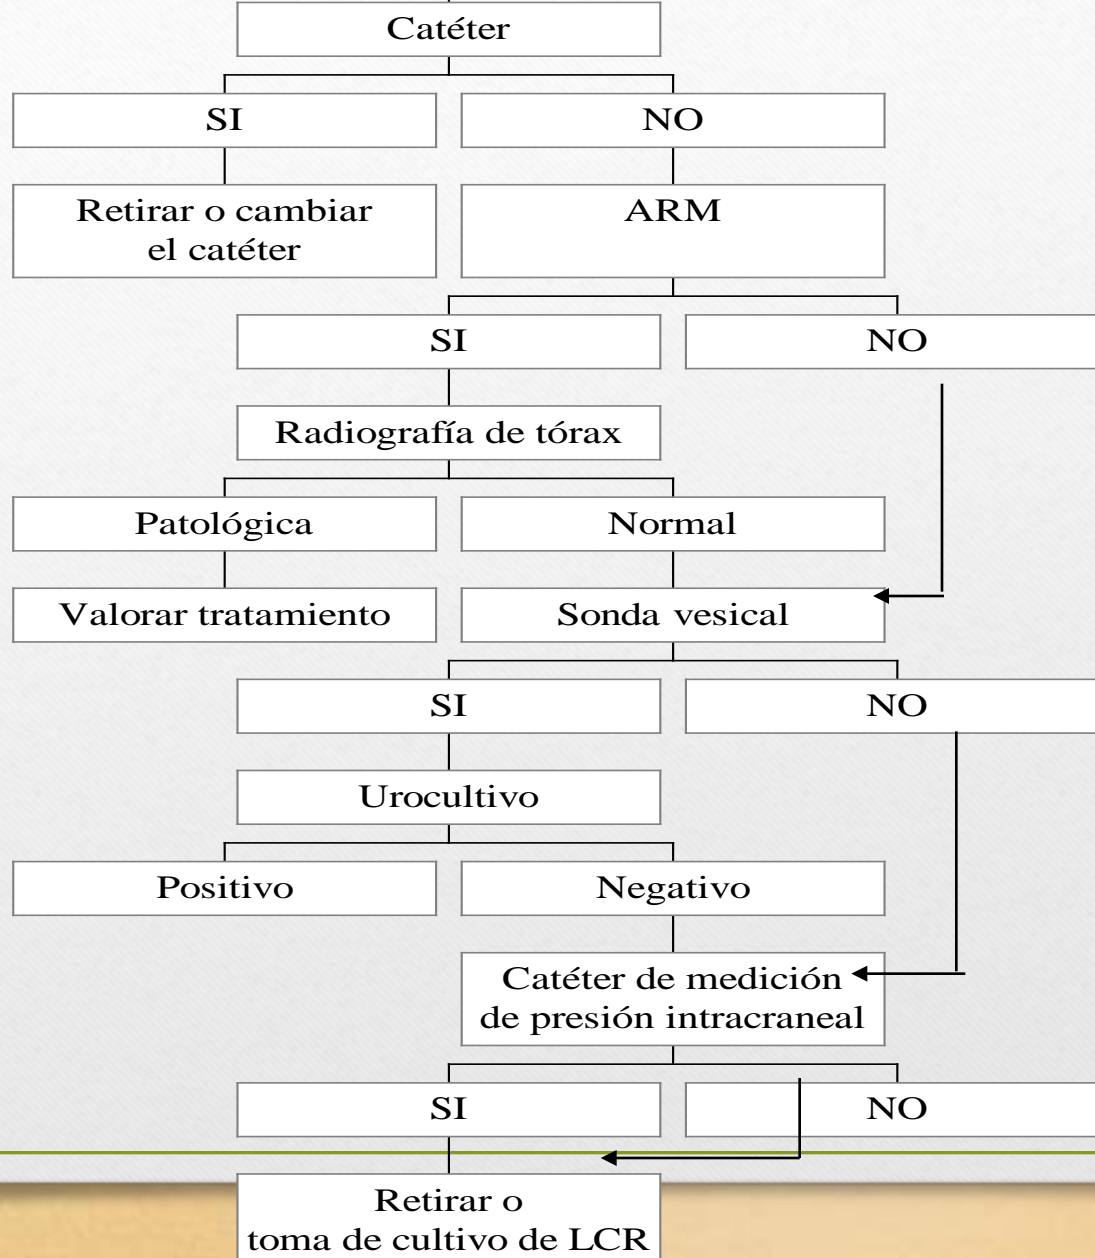 Catéter
SI
NO
Retirar o cambiar
el catéter
ARM
SI
NO
Radiografía de tórax
Patológica
Normal
Valorar tratamiento
Sonda vesical
SI
NO
Urocultivo
Positivo
Negativo
Catéter de medición
de presión intracraneal
SI
NO
Retirar o
toma de cultivo de LCR